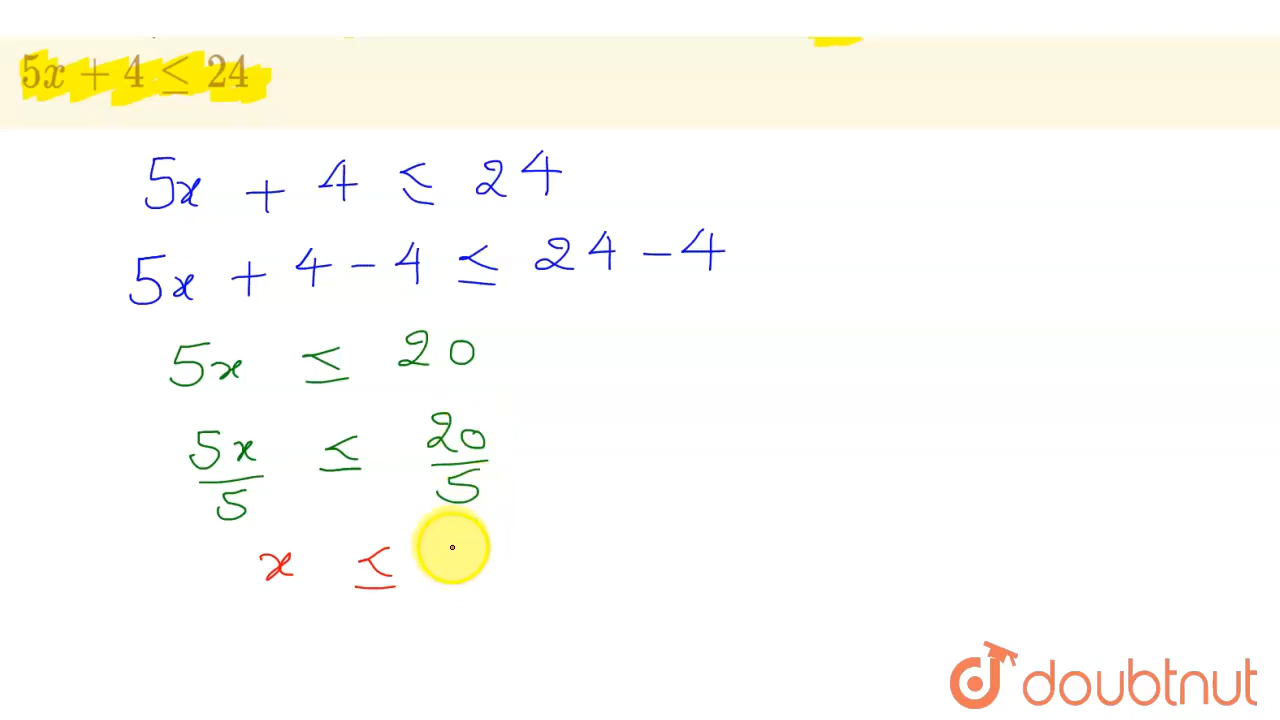 5x + 4 ≤ 24
5x + 4 ≤ 24
5x + 4 - 4 ≤ 24 - 4
5x ≤ 20
5x/5 ≤ 20/5
x ≤
doubtnut